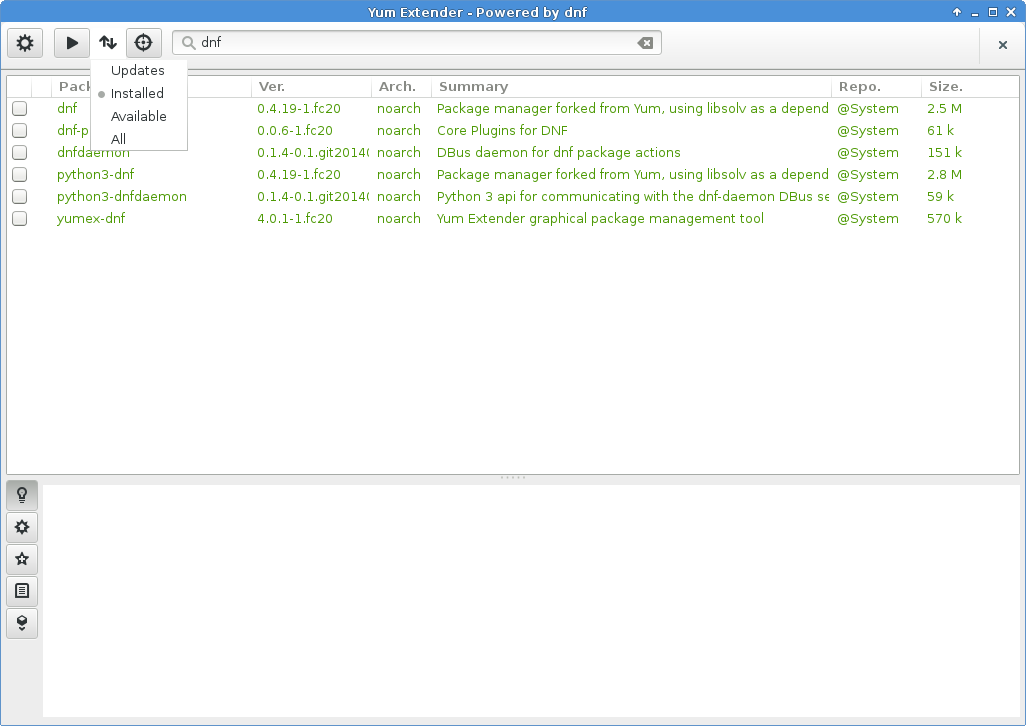 Yum Extender - Powered by dnf
dnf
Updates
Installed
Available
All
Pack Ver. Arch. Summary Repo. Size.
dnf 0.4.19-1.fc20 noarch Package manager forked from Yum, using libsolv as a depend @System 2.5 M
dnf-p 0.0.6-1.fc20 noarch Core Plugins for DNF @System 61 k
dnfdaemon 0.1.4-0.1.git20140 noarch DBus daemon for dnf package actions @System 151 k
python3-dnf 0.4.19-1.fc20 noarch Package manager forked from Yum, using libsolv as a depend @System 2.8 M
python3-dnfdaemon 0.1.4-0.1.git20140 noarch Python 3 api for communicating with the dnf-daemon DBus se @System 59 k
yumex-dnf 4.0.1-1.fc20 noarch Yum Extender graphical package management tool @System 570 k